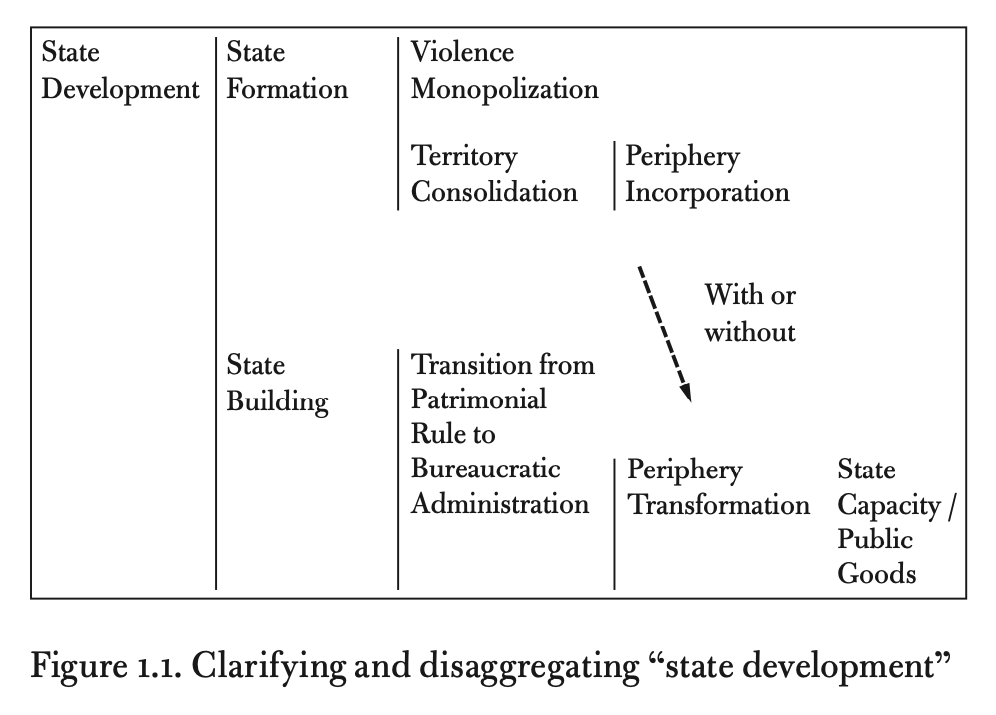 State
Development
State
Formation
Violence
Monopolization
Territory
Consolidation
Periphery
Incorporation
With or
without
State
Building
Transition from
Patrimonial
Rule to
Bureaucratic
Administration
Periphery
Transformation
State
Capacity /
Public
Goods
Figure 1.1. Clarifying and disaggregating “state development”